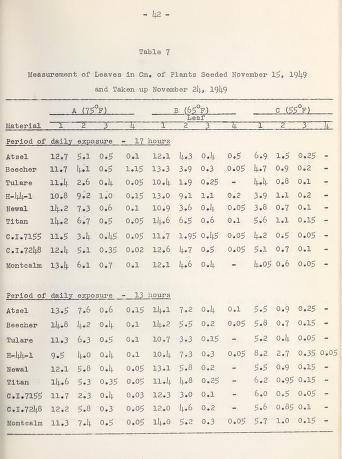 - 42 -
Table 7
Measurement of Leaves in Cm. of Plants Seeded November 15, 1949
and Taken up November 24, 1949
A (75°F) B (65°F) C (55°F)
Leaf
Material 1 2 3 4 1 2 3 4 1 2 3 4
Period of daily exposure - 17 hours
Atsel 12.7 5.1 0.5 0.1 12.1 4.3 0.4 0.5 6.9 1.5 0.25 -
Beecher 11.7 4.1 0.5 1.15 13.3 3.9 0.3 0.05 4.7 0.9 0.2 -
Tulare 11.4 2.6 0.4 0.05 10.4 1.9 0.25 - 4.4 0.8 0.1 -
H-44-1 10.8 9.2 1.0 0.15 13.0 9.1 1.1 0.2 3.9 1.1 0.2 -
Newal 14.2 7.3 0.6 0.1 10.9 3.6 0.4 0.05 3.8 0.7 0.1 -
Titan 14.2 6.7 0.5 0.05 14.6 6.5 0.6 0.1 5.6 1.1 0.15 -
C.I.7155 11.5 3.4 0.45 0.05 11.7 1.95 0.45 0.05 4.2 0.5 0.05 -
C.I.7248 12.4 5.1 0.35 0.02 12.6 4.7 0.5 0.05 5.1 0.7 0.1 -
Montcalm 13.4 6.1 0.7 0.1 12.1 4.6 0.4 - 4.05 0.6 0.05 -
Period of daily exposure - 13 hours
Atsel 13.5 7.6 0.6 0.15 14.1 7.2 0.4 0.1 5.5 0.9 0.25 -
Beecher 14.8 4.2 0.4 0.1 14.2 5.5 0.2 0.05 5.8 0.7 0.15 -
Tulare 11.3 6.3 0.5 0.1 10.7 3.3 0.15 - 5.2 0.4 0.05 -
H-44-1 9.5 4.0 0.4 0.1 10.4 7.3 0.3 0.05 8.2 2.7 0.35 0.05
Newal 12.1 5.8 0.4 0.05 13.1 5.8 0.2 - 5.5 0.9 0.15 -
Titan 14.6 5.3 0.35 0.05 11.4 4.8 0.25 - 6.2 0.95 0.15 -
C.I.7155 11.7 2.3 0.4 0.03 12.3 3.0 0.1 - 6.0 0.5 0.05 -
C.I.7248 12.2 5.8 0.3 0.05 12.0 4.6 0.2 - 5.6 0.85 0.1 -
Montcalm 11.3 7.4 0.5 0.05 14.0 5.2 0.3 0.05 5.7 1.0 0.15 -